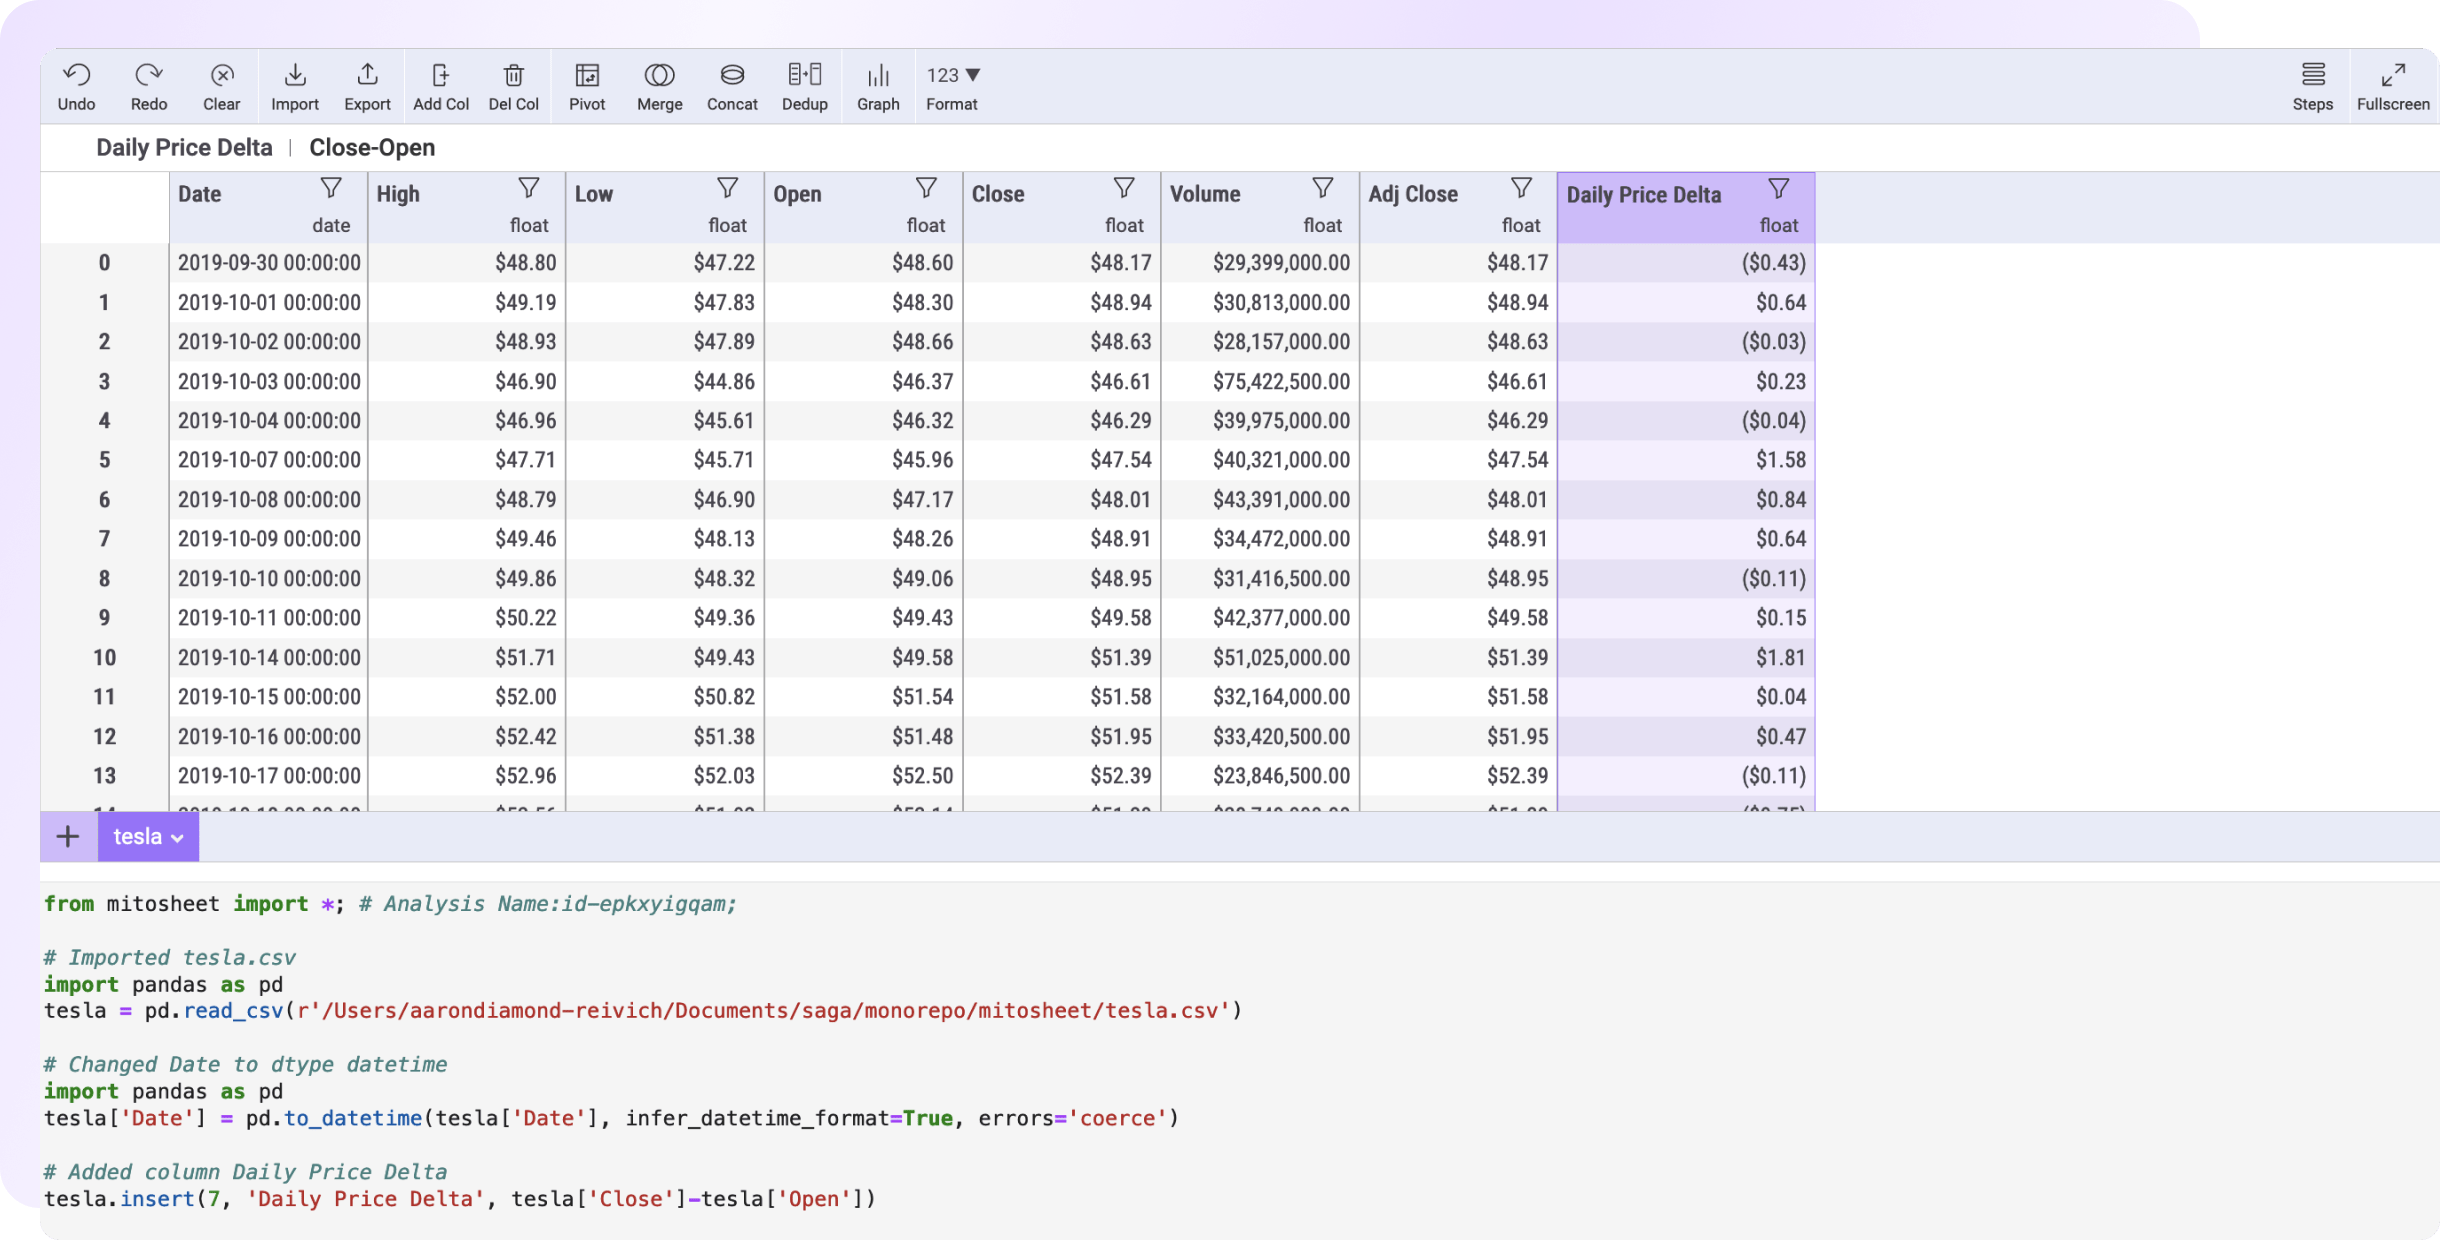 Undo Redo Clear Import Export Add Col Del Col Pivot Merge Concat Dedup Graph 123 ▼ Format Steps Fullscreen
Daily Price Delta | Close-Open
Date High Low Open Close Volume Adj Close Daily Price Delta
date float float float float float float float
0 2019-09-30 00:00:00 $48.80 $47.22 $48.60 $48.17 $29,399,000.00 $48.17 ($0.43)
1 2019-10-01 00:00:00 $49.19 $47.83 $48.30 $48.94 $30,813,000.00 $48.94 $0.64
2 2019-10-02 00:00:00 $48.93 $47.89 $48.66 $48.63 $28,157,000.00 $48.63 ($0.03)
3 2019-10-03 00:00:00 $46.90 $44.86 $46.37 $46.61 $75,422,500.00 $46.61 $0.23
4 2019-10-04 00:00:00 $46.96 $45.61 $46.32 $46.29 $39,975,000.00 $46.29 ($0.04)
5 2019-10-07 00:00:00 $47.71 $45.71 $45.96 $47.54 $40,321,000.00 $47.54 $1.58
6 2019-10-08 00:00:00 $48.79 $46.90 $47.17 $48.01 $43,391,000.00 $48.01 $0.84
7 2019-10-09 00:00:00 $49.46 $48.13 $48.26 $48.91 $34,472,000.00 $48.91 $0.64
8 2019-10-10 00:00:00 $49.86 $48.32 $49.06 $48.95 $31,416,500.00 $48.95 ($0.11)
9 2019-10-11 00:00:00 $50.22 $49.36 $49.43 $49.58 $42,377,000.00 $49.58 $0.15
10 2019-10-14 00:00:00 $51.71 $49.43 $49.58 $51.39 $51,025,000.00 $51.39 $1.81
11 2019-10-15 00:00:00 $52.00 $50.82 $51.54 $51.58 $32,164,000.00 $51.58 $0.04
12 2019-10-16 00:00:00 $52.42 $51.38 $51.48 $51.95 $33,420,500.00 $51.95 $0.47
13 2019-10-17 00:00:00 $52.96 $52.03 $52.50 $52.39 $23,846,500.00 $52.39 ($0.11)
+ tesla
from mitosheet import *; # Analysis Name:id-epkxyigqam;
# Imported tesla.csv
import pandas as pd
tesla = pd.read_csv(r'/Users/aarondiamond-reivich/Documents/saga/monorepo/mitosheet/tesla.csv')
# Changed Date to dtype datetime
import pandas as pd
tesla['Date'] = pd.to_datetime(tesla['Date'], infer_datetime_format=True, errors='coerce')
# Added column Daily Price Delta
tesla.insert(7, 'Daily Price Delta', tesla['Close']-tesla['Open'])